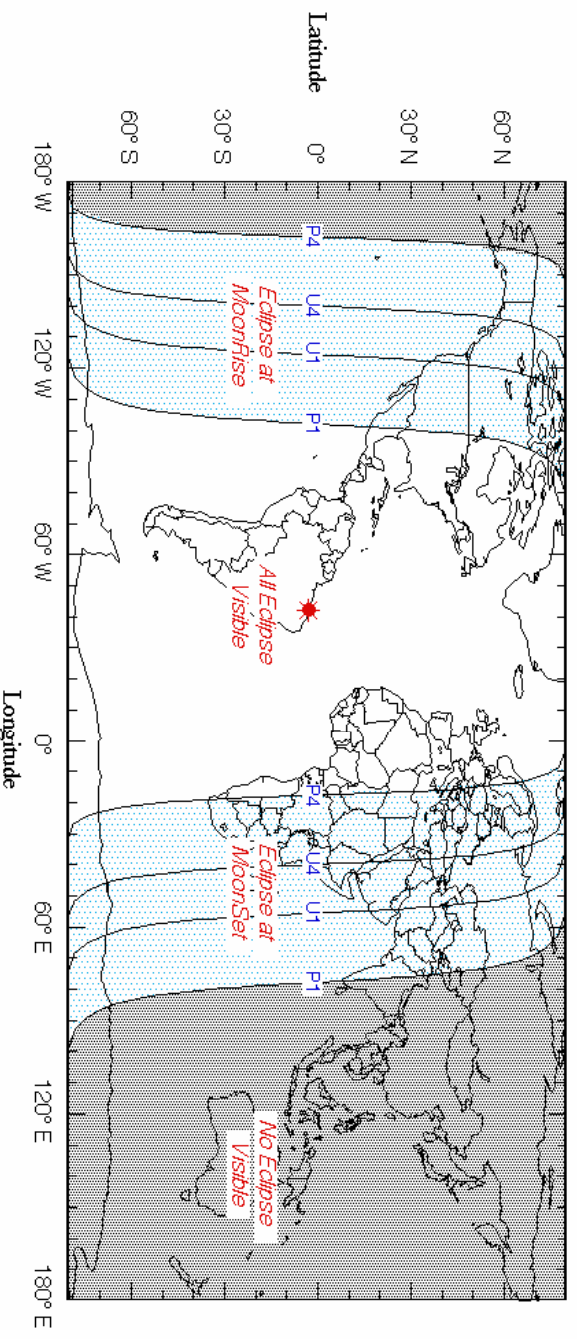 Latitude
60° N
30° N
0°
30° S
60° S
P4
U4
U1
P1
P4
U4
U1
P1
Eclipse at
MoonRise
All Eclipse
Visible
Eclipse at
MoonSet
No Eclipse
Visible
180° W
120° W
60° W
0°
60° E
120° E
180° E
Longitude